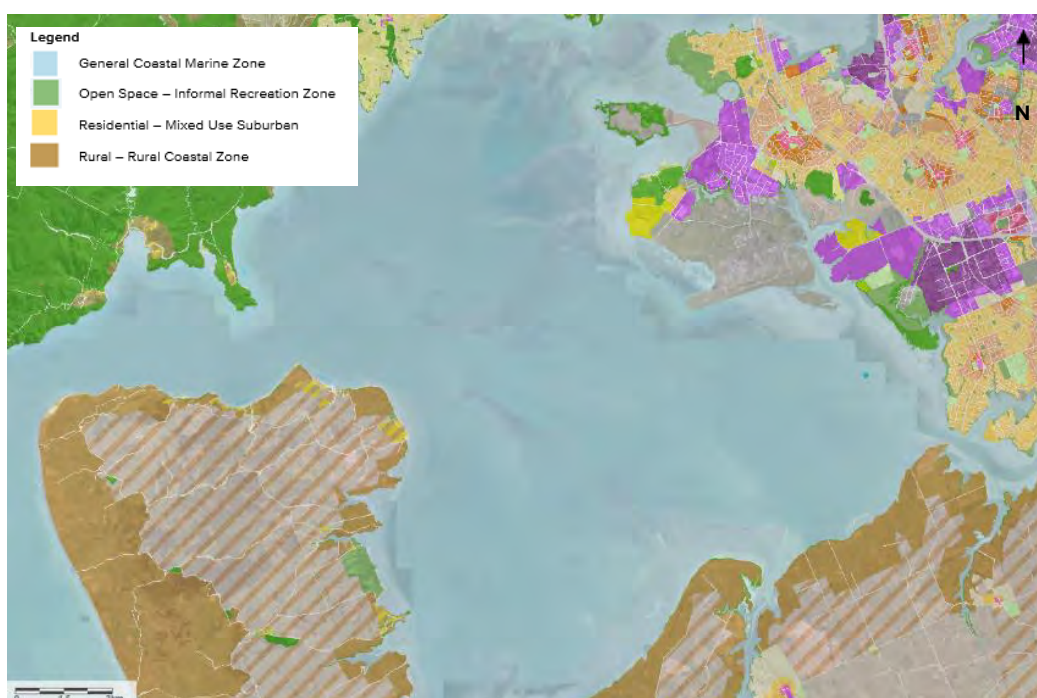 Legend
General Coastal Marine Zone
Open Space – Informal Recreation Zone
Residential – Mixed Use Suburban
Rural – Rural Coastal Zone
N